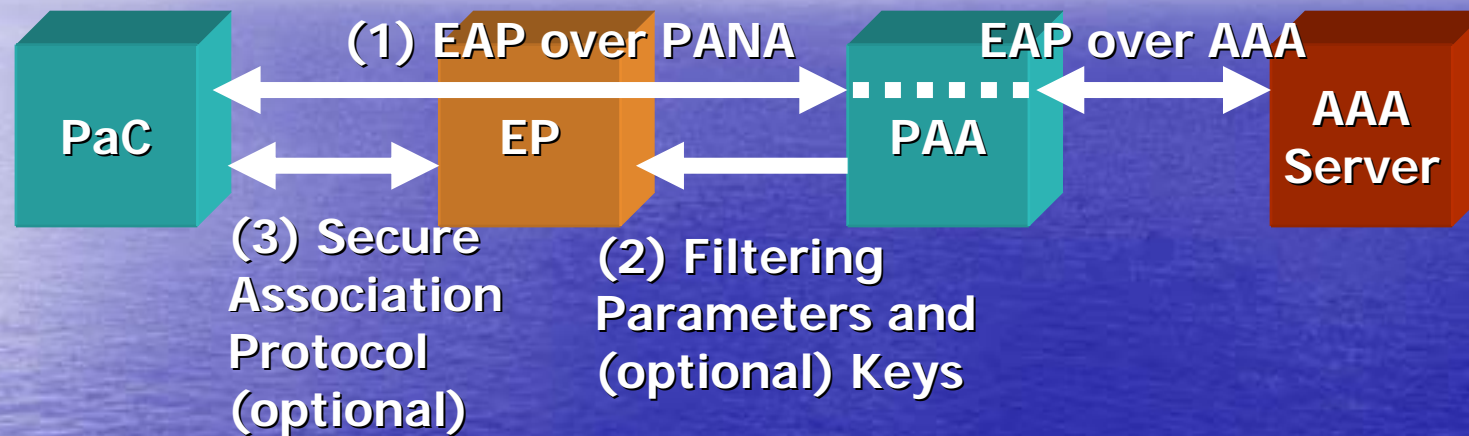 (1) EAP over PANA
EAP over AAA
PaC
EP
PAA
AAA
Server
(3) Secure
Association
Protocol
(optional)
(2) Filtering
Parameters and
(optional) Keys